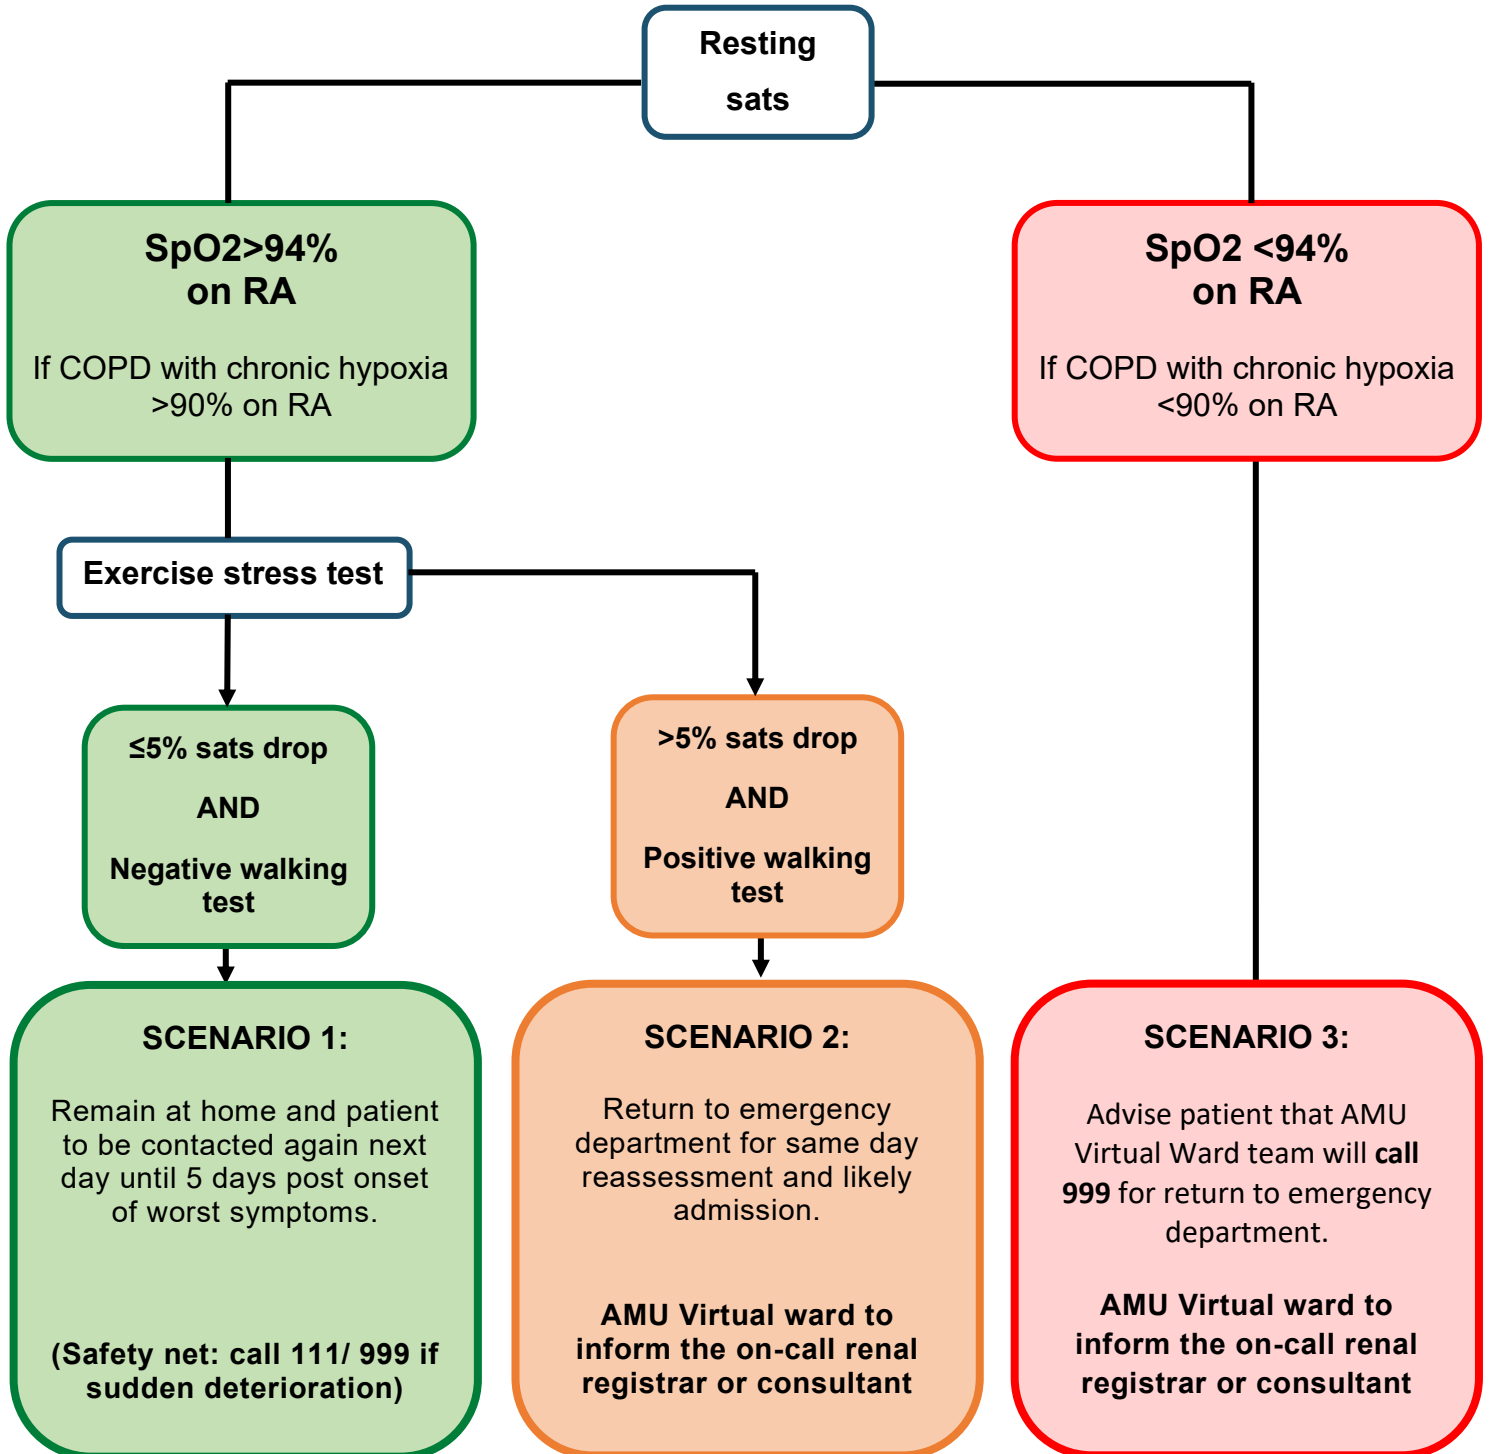 Resting
sats
SpO2>94%
on RA
If COPD with chronic hypoxia
>90% on RA
SpO2 <94%
on RA
If COPD with chronic hypoxia
<90% on RA
Exercise stress test
≤5% sats drop
AND
Negative walking
test
>5% sats drop
AND
Positive walking
test
SCENARIO 1:
Remain at home and patient
to be contacted again next
day until 5 days post onset
of worst symptoms.
(Safety net: call 111/ 999 if
sudden deterioration)
SCENARIO 2:
Return to emergency
department for same day
reassessment and likely
admission.
AMU Virtual ward to
inform the on-call renal
registrar or consultant
SCENARIO 3:
Advise patient that AMU
Virtual Ward team will call
999 for return to emergency
department.
AMU Virtual ward to
inform the on-call renal
registrar or consultant